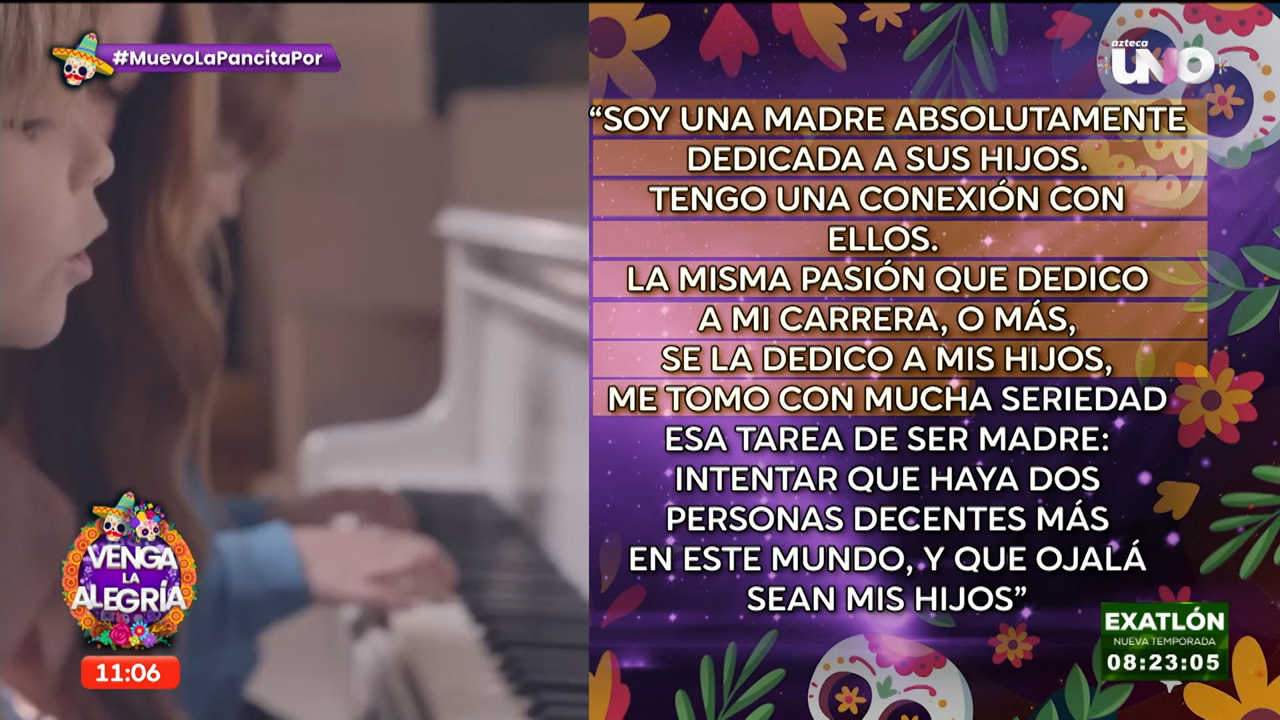 #MuevoLaPancitaPor
azteca
UNO
“SOY UNA MADRE ABSOLUTAMENTE
DEDICADA A SUS HIJOS.
TENGO UNA CONEXIÓN CON
ELLOS.
LA MISMA PASIÓN QUE DEDICO
A MI CARRERA, O MÁS,
SE LA DEDICO A MIS HIJOS,
ME TOMO CON MUCHA SERIEDAD
ESA TAREA DE SER MADRE:
INTENTAR QUE HAYA DOS
PERSONAS DECENTES MÁS
EN ESTE MUNDO, Y QUE OJALÁ
SEAN MIS HIJOS”
VENGA
LA
ALEGRÍA
11:06
EXATLÓN
NUEVA TEMPORADA
08:23:05